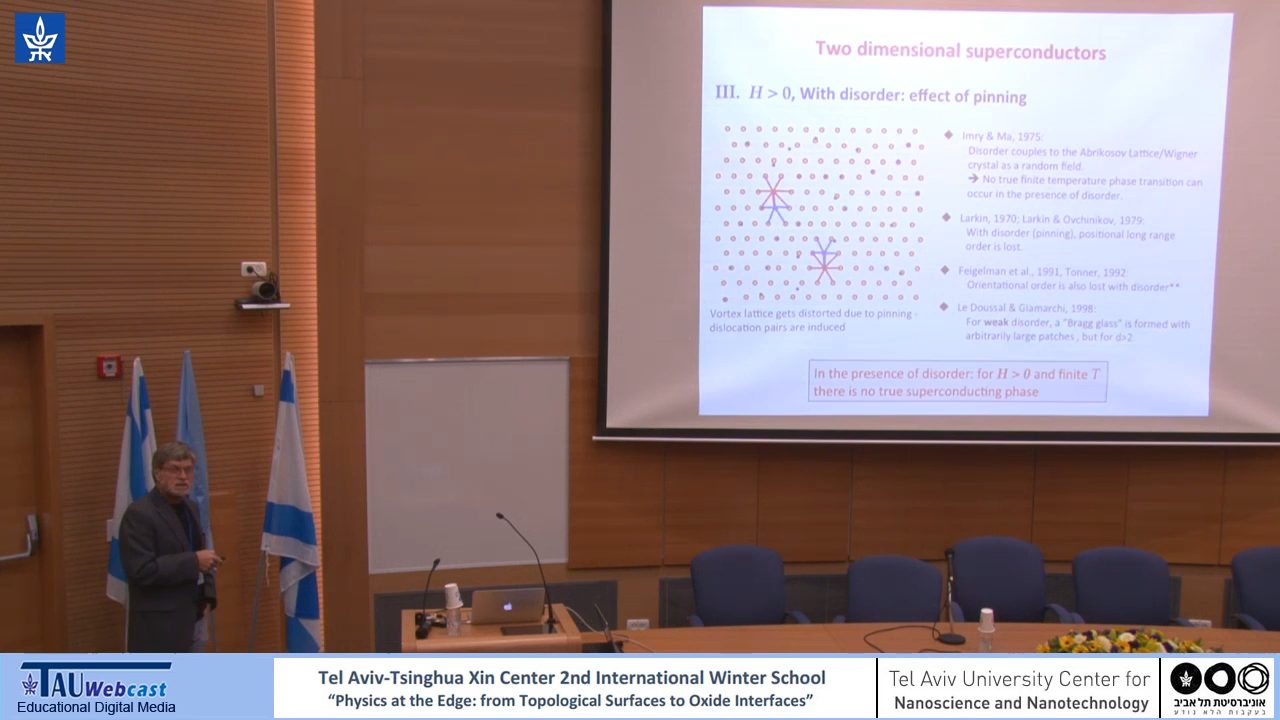 Two dimensional superconductors
III. H > 0, With disorder: effect of pinning
Imry & Ma, 1975:
Disorder couples to the Abrikosov Lattice/Wigner
crystal as a random field.
➔ No true finite temperature phase transition can
occur in the presence of disorder.
Larkin, 1970; Larkin & Ovchinikov, 1979:
With disorder (pinning), positional long range
order is lost.
Feigelman et al., 1991, Tonner, 1992:
Orientational order is also lost with disorder**
Le Doussal & Giamarchi, 1998:
For weak disorder, a "Bragg glass" is formed with
arbitrarily large patches , but for d>2
Vortex lattice gets distorted due to pinning -
dislocation pairs are induced
In the presence of disorder: for H > 0 and finite T
there is no true superconducting phase
TAU Webcast
Educational Digital Media
Tel Aviv-Tsinghua Xin Center 2nd International Winter School
“Physics at the Edge: from Topological Surfaces to Oxide Interfaces”
Tel Aviv University Center for
Nanoscience and Nanotechnology
אוניברסיטת תל אביב
בעקבות הלא נודע